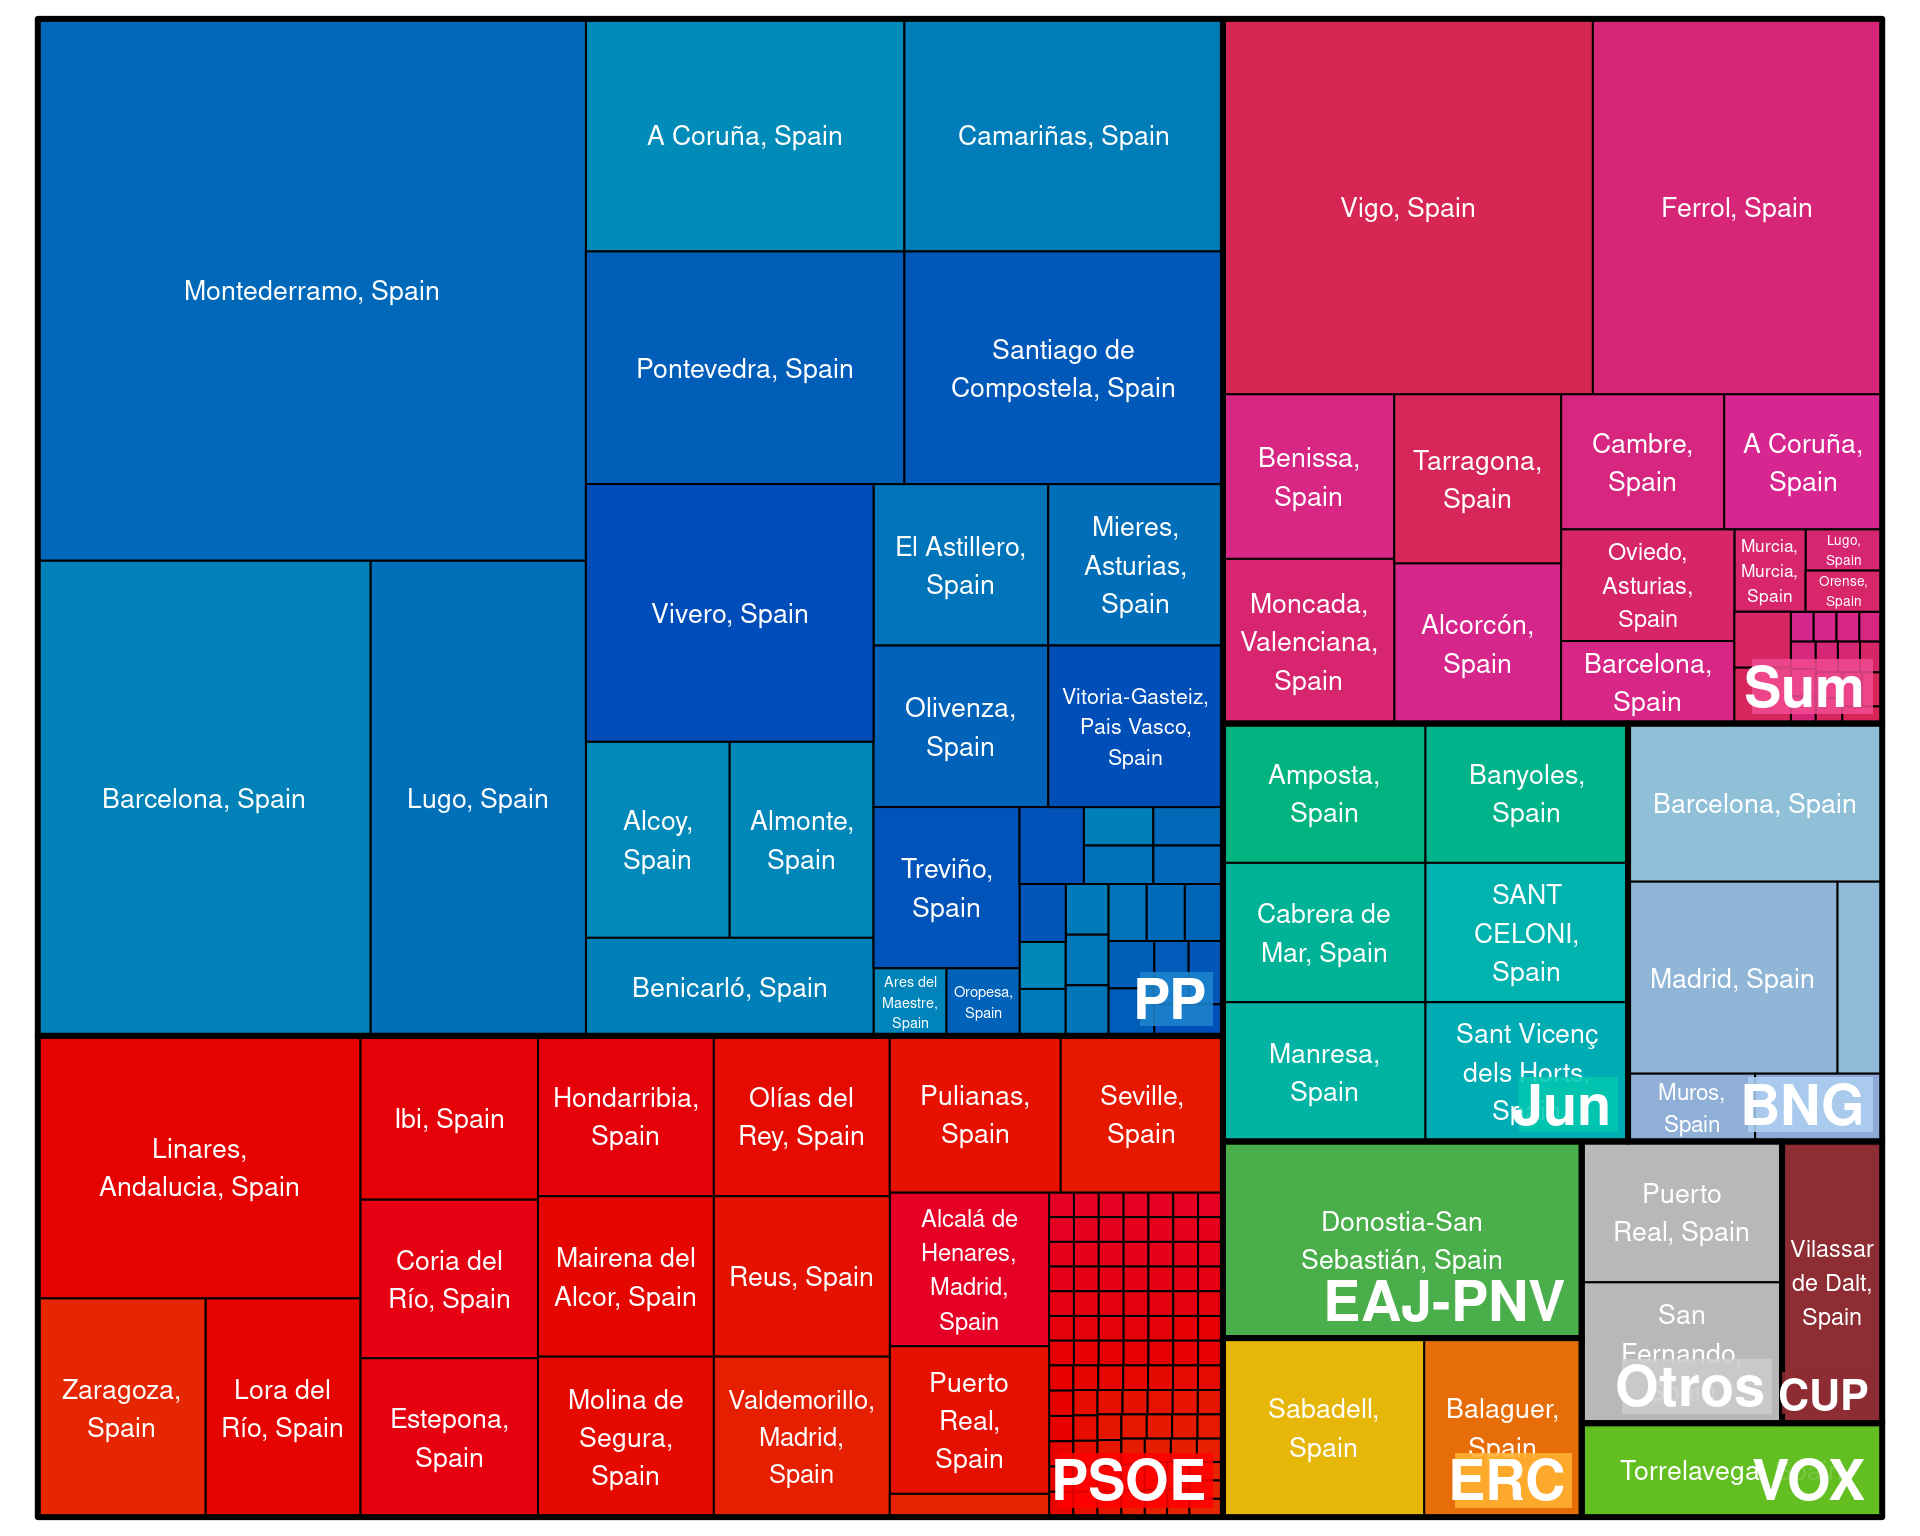 Montederramo, Spain
A Coruña, Spain
Camariñas, Spain
Pontevedra, Spain
Santiago de
Compostela, Spain
Barcelona, Spain
Lugo, Spain
Vivero, Spain
El Astillero,
Spain
Mieres,
Asturias,
Spain
Olivenza,
Spain
Vitoria-Gasteiz,
Pais Vasco,
Spain
Alcoy,
Spain
Almonte,
Spain
Benicarló, Spain
Treviño,
Spain
Ares del
Maestre,
Spain
Oropesa,
Spain
PP
Vigo, Spain
Ferrol, Spain
Benissa,
Spain
Tarragona,
Spain
Cambre,
Spain
A Coruña,
Spain
Moncada,
Valenciana,
Spain
Alcorcón,
Spain
Oviedo,
Asturias,
Spain
Barcelona,
Spain
Murcia,
Murcia,
Spain
Lugo,
Spain
Orense,
Spain
Sum
Amposta,
Spain
Banyoles,
Spain
Cabrera de
Mar, Spain
SANT
CELONI,
Spain
Manresa,
Spain
Sant Vicenç
dels Horts,
Spain
Jun
Barcelona, Spain
Madrid, Spain
Muros,
Spain
BNG
Linares,
Andalucia, Spain
Zaragoza,
Spain
Lora del
Río, Spain
Ibi, Spain
Coria del
Río, Spain
Estepona,
Spain
Hondarribia,
Spain
Mairena del
Alcor, Spain
Molina de
Segura,
Spain
Olías del
Rey, Spain
Reus, Spain
Valdemorillo,
Madrid,
Spain
Pulianas,
Spain
Seville,
Spain
Alcalá de
Henares,
Madrid,
Spain
Puerto
Real,
Spain
PSOE
Donostia-San
Sebastián, Spain
EAJ-PNV
Sabadell,
Spain
Balaguer,
Spain
ERC
Puerto
Real, Spain
San
Fernando,
Otros
Vilassar
de Dalt,
Spain
CUP
Torrelavega
VOX